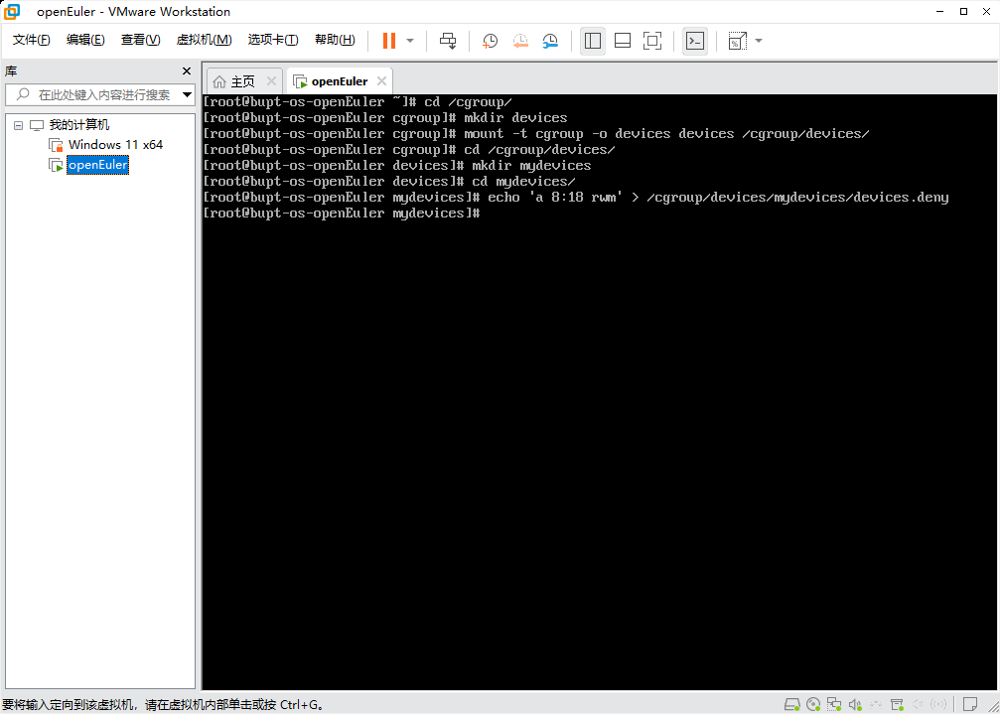 openEuler - VMware Workstation
文件(F) 编辑(E) 查看(V) 虚拟机(M) 选项卡(T) 帮助(H)
库
在此处键入内容进行搜索
我的计算机
Windows 11 x64
openEuler
主页 openEuler
[root@bupt-os-openEuler ~]# cd /cgroup/
[root@bupt-os-openEuler cgroup]# mkdir devices
[root@bupt-os-openEuler cgroup]# mount -t cgroup -o devices devices /cgroup/devices/
[root@bupt-os-openEuler cgroup]# cd /cgroup/devices/
[root@bupt-os-openEuler devices]# mkdir mydevices
[root@bupt-os-openEuler devices]# cd mydevices/
[root@bupt-os-openEuler mydevices]# echo 'a 8:18 rwm' > /cgroup/devices/mydevices/devices.deny
[root@bupt-os-openEuler mydevices]#
要将输入定向到该虚拟机，请在虚拟机内部单击或按 Ctrl+G。